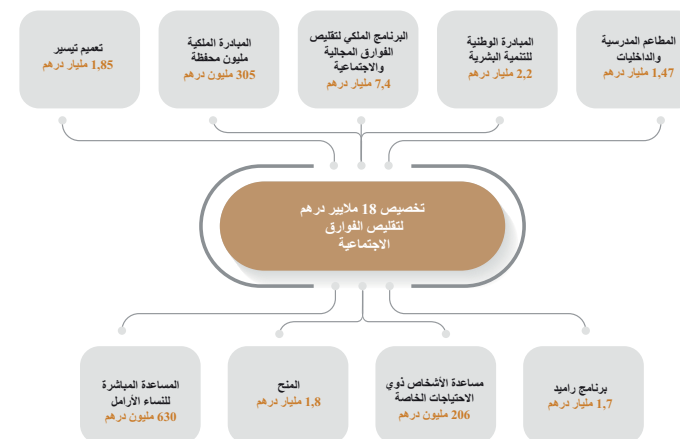 المطاعم المدرسية
والداخليات
1,47 مليار درهم
المبادرة الوطنية
للتنمية البشرية
2,2 مليار درهم
البرنامج الملكي لتقليص
الفوارق المجالية
والاجتماعية
7,4 مليار درهم
المبادرة الملكية
مليون محفظة
305 مليون درهم
تعميم تيسير
1,85 مليار درهم
تخصيص 18 ملايير درهم
لتقليص الفوارق
الاجتماعية
برنامج راميد
1,7 مليار درهم
مساعدة الأشخاص ذوي
الاحتياجات الخاصة
206 مليون درهم
المنح
1,8 مليار درهم
المساعدة المباشرة
للنساء الأرامل
630 مليون درهم